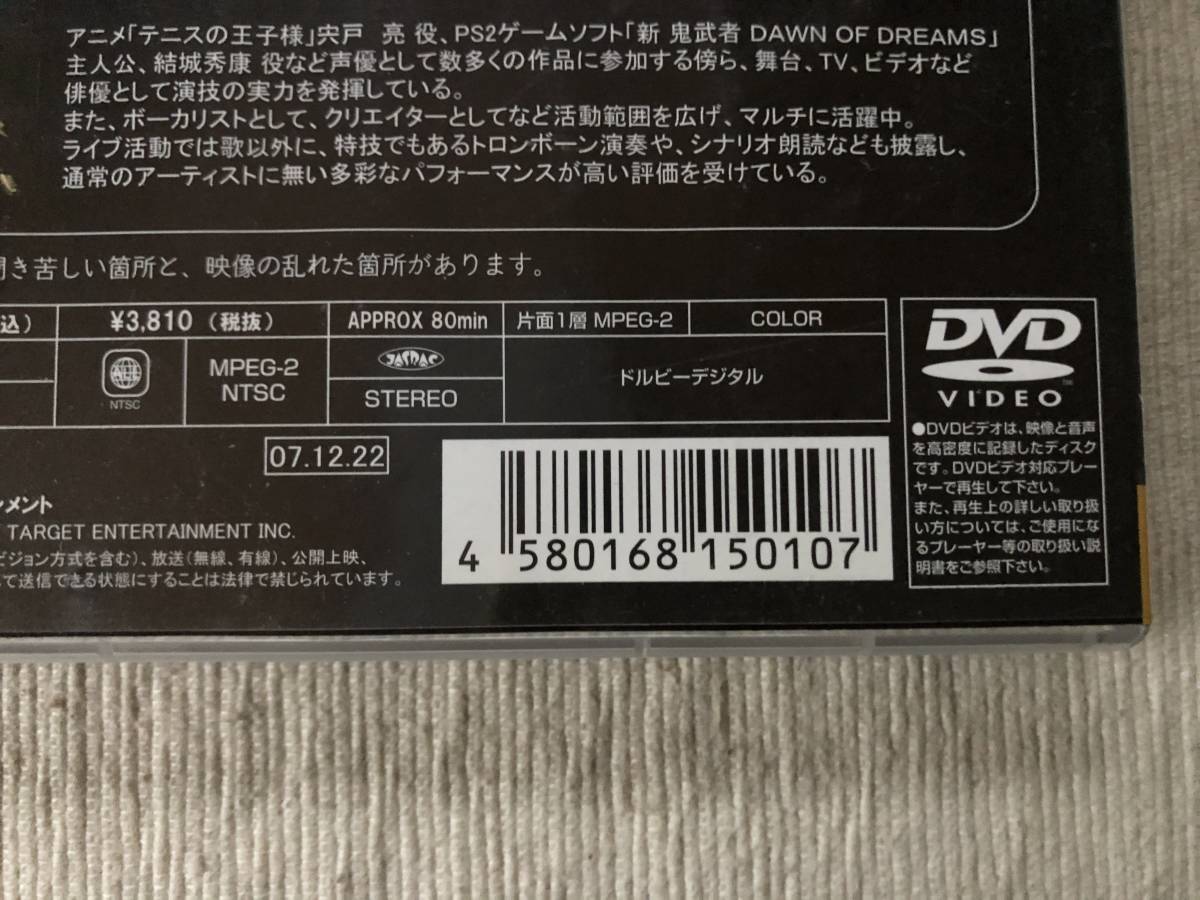 アニメ「テニスの王子様」宍戸 亮 役、PS2ゲームソフト「新 鬼武者 DAWN OF DREAMS」
主人公、結城秀康 役など声優として数多くの作品に参加する傍ら、舞台、TV、ビデオなど
俳優として演技の実力を発揮している。
また、ボーカリストとして、クリエイターとしてなど活動範囲を広げ、マルチに活躍中。
ライブ活動では歌以外に、特技でもあるトロンボーン演奏や、シナリオ朗読なども披露し、
通常のアーティストに無い多彩なパフォーマンスが高い評価を受けている。
き苦しい箇所と、映像の乱れた箇所があります。
込)
¥3,810 (税抜)
APPROX 80min
片面1層 MPEG-2
COLOR
ALL
NTSC
MPEG-2
NTSC
JASRAC
STEREO
ドルビーデジタル
DVD
VIDEO
TM
●DVDビデオは、映像と音声
を高密度に記録したディスク
です。DVDビデオ対応プレー
ヤーで再生して下さい。
また、再生上の詳しい取り扱
い方については、ご使用にな
るプレーヤー等の取り扱い説
明書をご参照下さい。
07.12.22
メント
TARGET ENTERTAINMENT INC.
ビジョン方式を含む)、放送(無線、有線)、公開上映、
て送信できる状態にすることは法律で禁じられています。
4 580168 150107